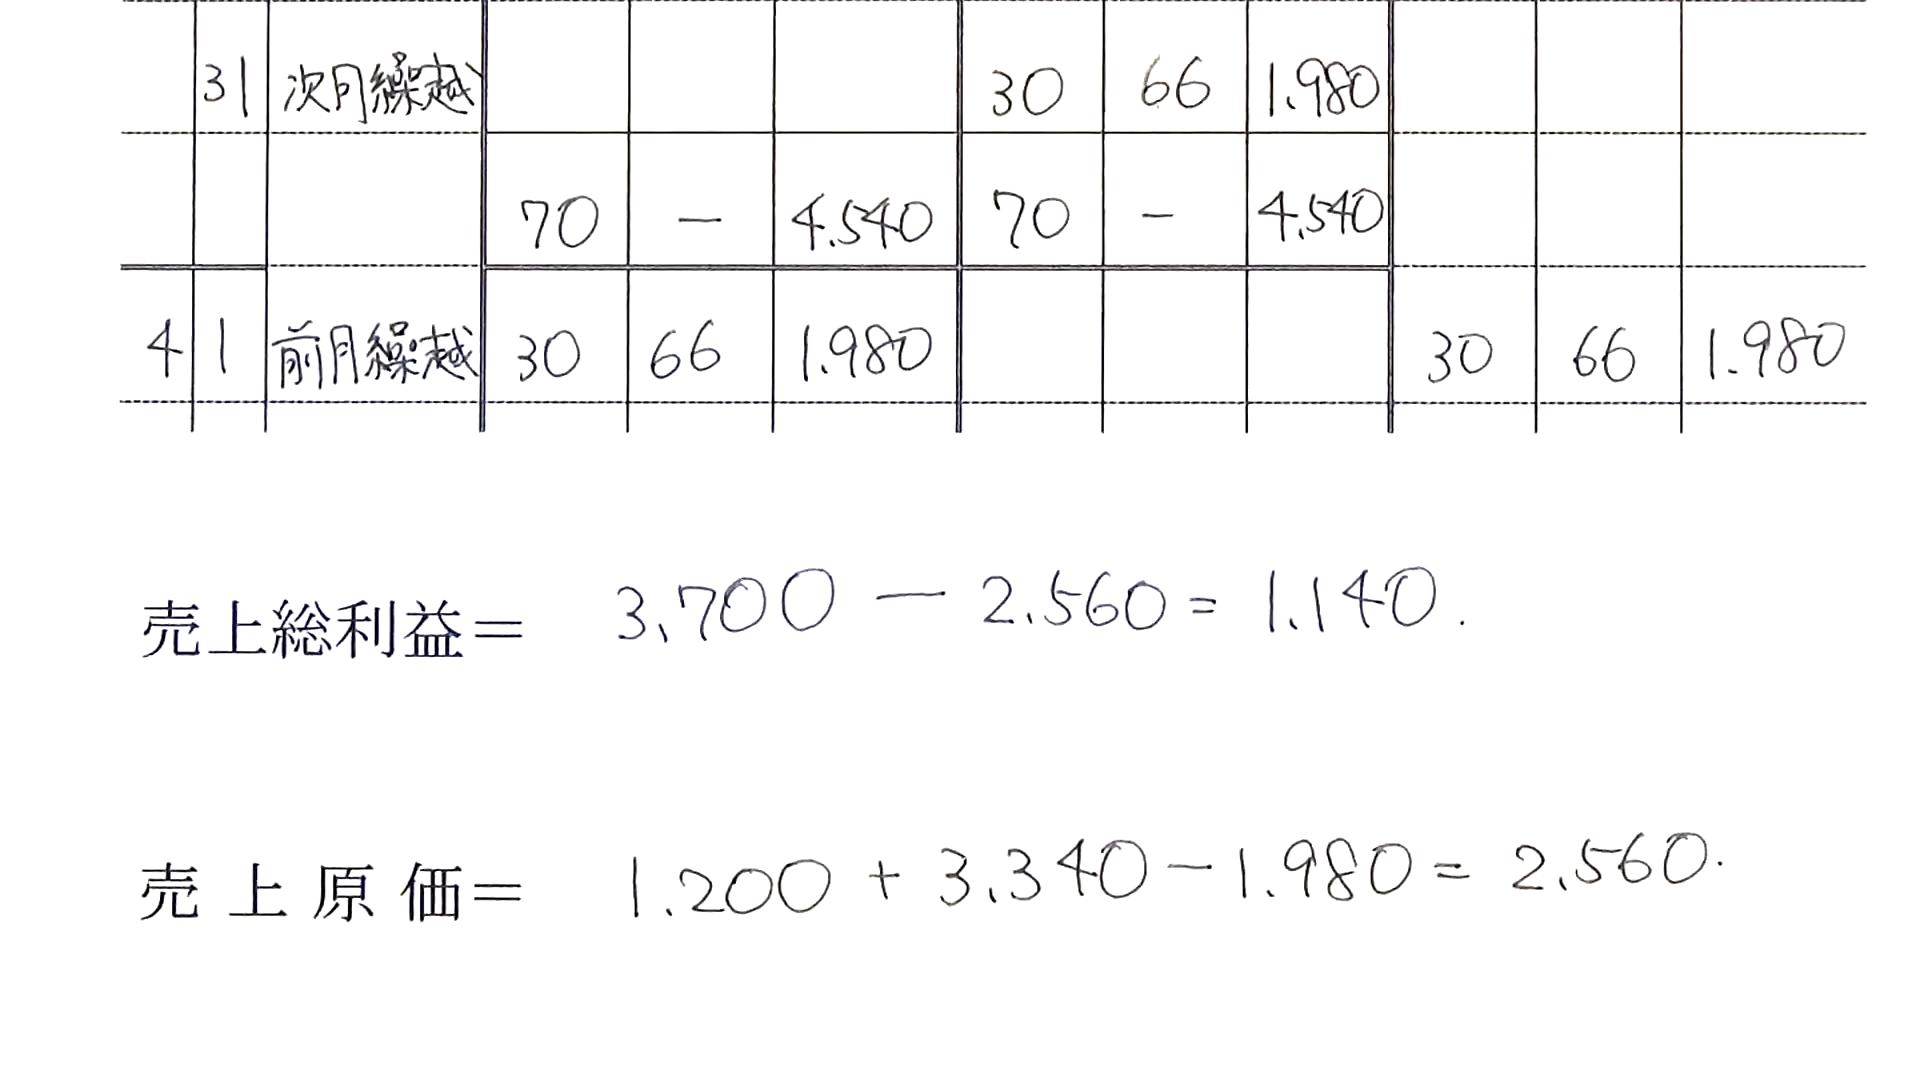 31 次月繰越 30 66 1.980
70 — 4.540 70 — 4.540
4 1 前月繰越 30 66 1.980 30 66 1.980
売上総利益= 3,700 — 2.560 = 1.140.
売上原価= 1.200 + 3.340 - 1.980 = 2.560.